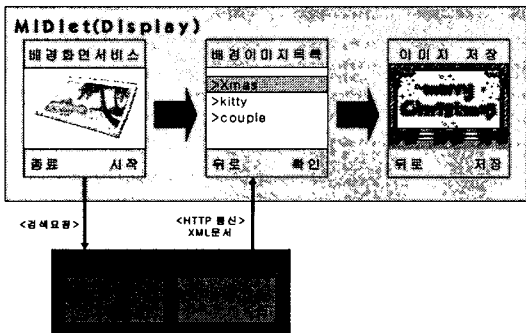 MIDlet(Display)
배경화면서비스
배경이미지목록
이미지 저장
>Xmas
>kitty
>couple
merry
Christmas
종료 시작
뒤로 확인
뒤로 저장
<검색요청>
<HTTP 통신>
XML문서